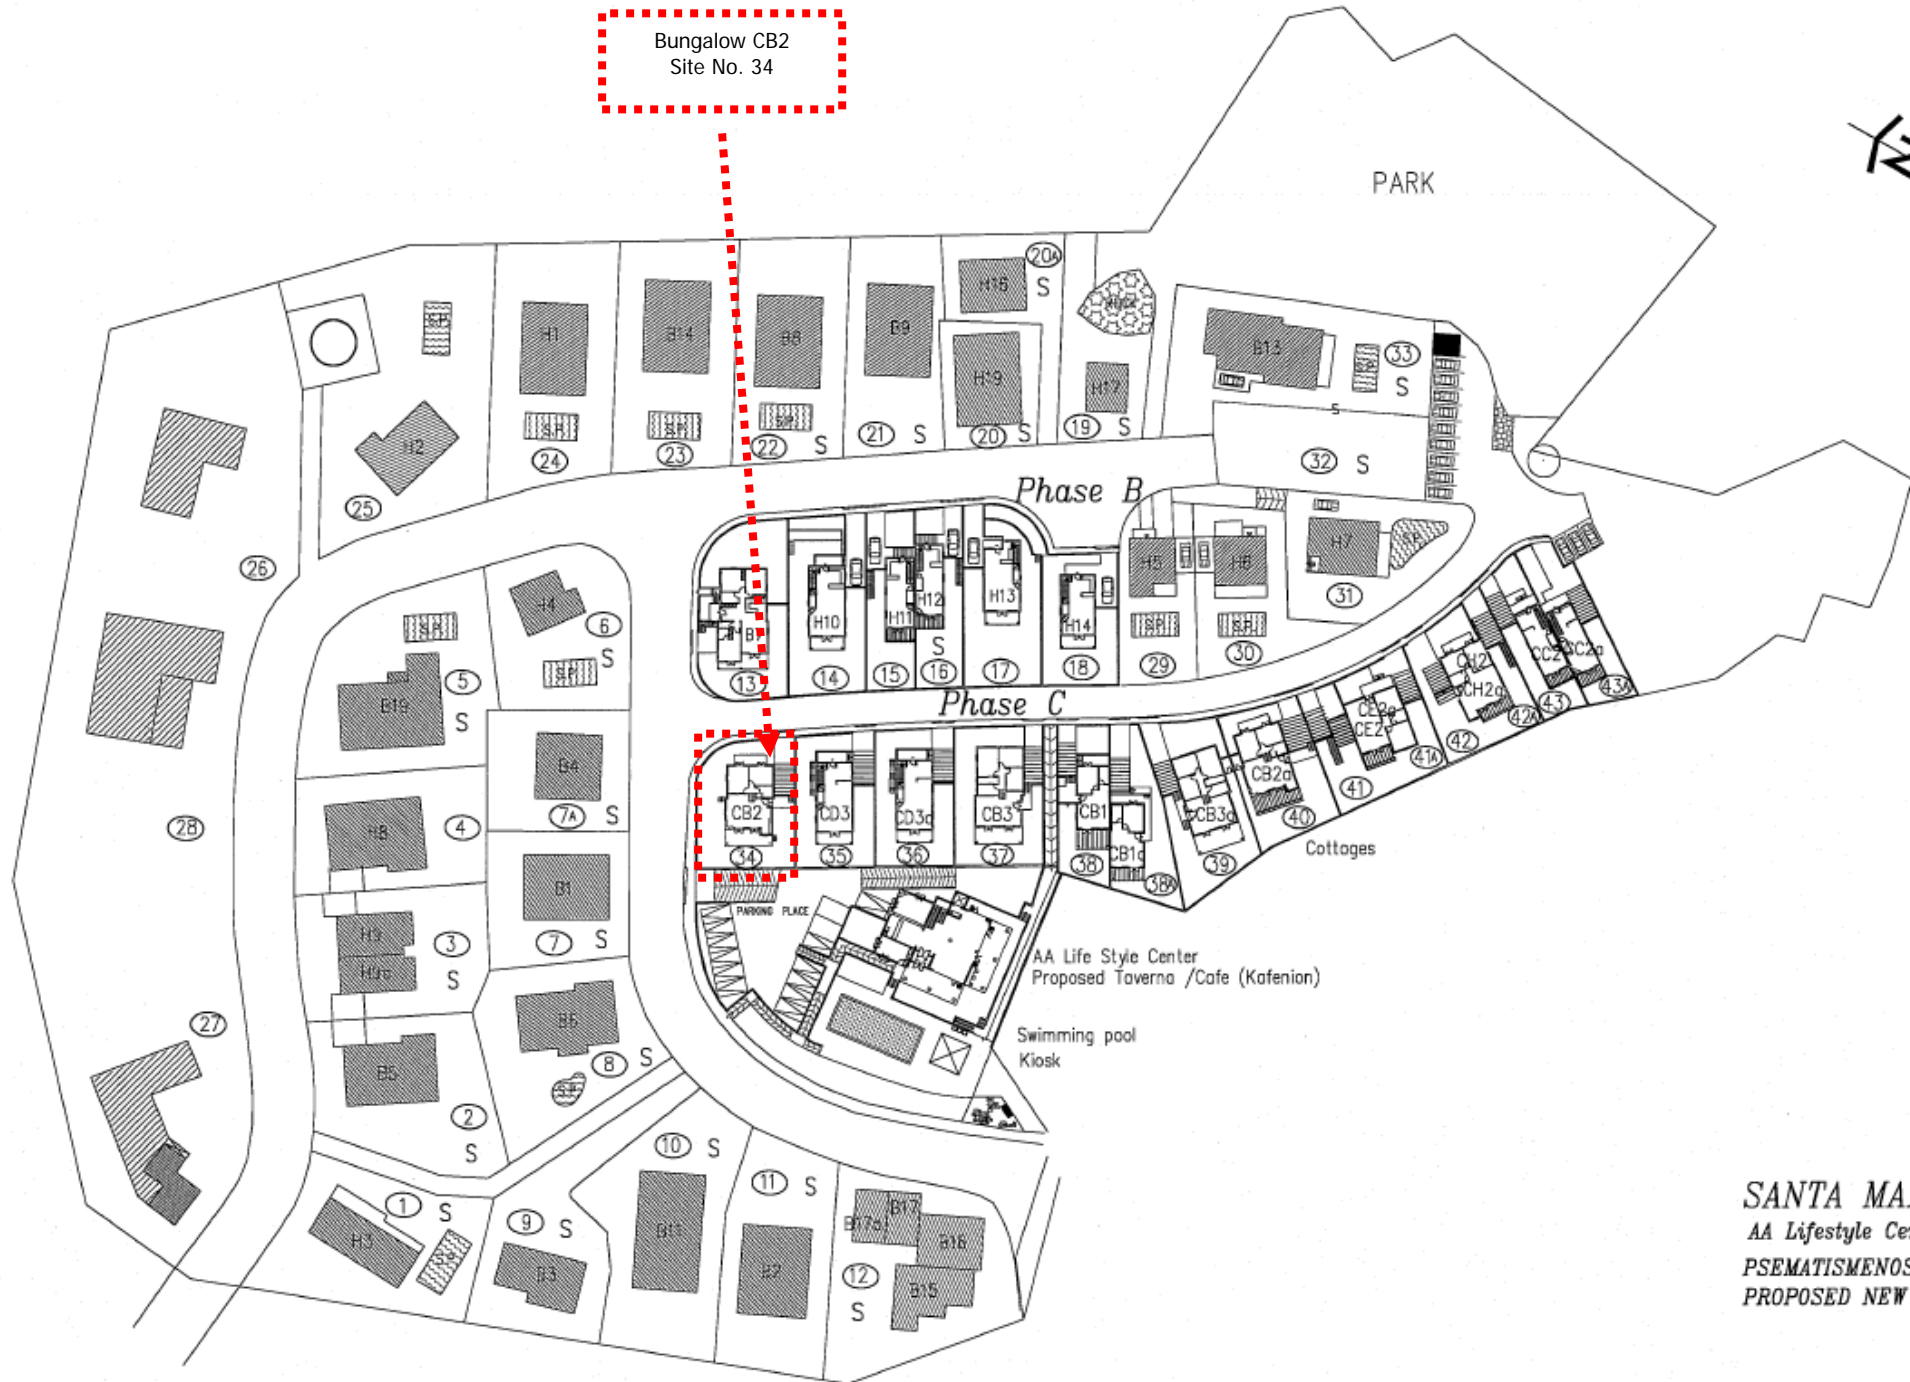 Bungalow CB2
Site No. 34
PARK
N
20A
H16
S
S.P.
H1
B14
B8
B9
H19
H17
B13
S.P.
33
S
S
H2
S.P.
S.P.
S.P.
24
23
22
S
21
S
20
S
19
S
32
S
25
Phase B
26
H4
6
S
S.P.
S.P.
5
B19
S
13
H10
14
H11
15
H12
S
16
H13
17
H14
18
H5
S.P.
29
H6
S.P.
30
H7
S.P.
31
Phase C
B4
7A
S
28
H8
4
CB2
34
CD3
35
36
CB3
37
CB1
38
38A
39
CB2a
40
CE2a
CE2
41
41A
42
CH2
42A
CC2
43
43A
Cottages
B1
7
S
H9
3
S
PARKING PLACE
AA Life Style Center
Proposed Taverna /Cafe (Kafenion)
Swimming pool
Kiosk
27
B6
8
S
S.P.
B5
2
S
10
S
11
S
1
S
H3
9
S
B3
B11
B2
B17
B16
B15
12
S
SANTA MA
AA Lifestyle Ce
PSEMATISMENOS
PROPOSED NEW